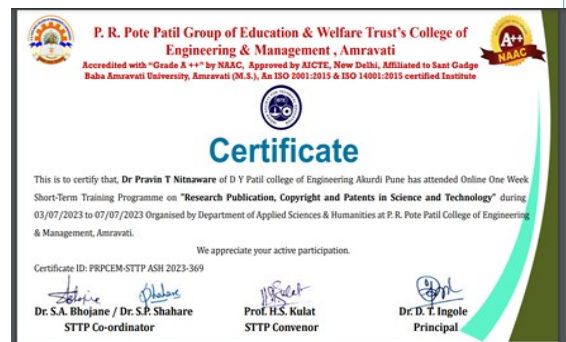 P. R. Pote Patil Group of Education & Welfare Trust's College of
Engineering & Management , Amravati
Accredited with "Grade A ++" by NAAC, Approved by AICTE, New Delhi, Affiliated to Sant Gadge
Baba Amravati University, Amravati (M.S.), An ISO 2001:2015 & ISO 14001:2015 certified Institute
A++
NAAC
Certificate
This is to certify that, Dr Pravin T Nitnaware of D Y Patil college of Engineering Akurdi Pune has attended Online One Week
Short-Term Training Programme on "Research Publication, Copyright and Patents in Science and Technology" during
03/07/2023 to 07/07/2023 Organised by Department of Applied Sciences & Humanities at P. R. Pote Patil College of Engineering
& Management, Amravati.
We appreciate your active participation.
Certificate ID: PRPCEM-STTP ASH 2023-369
Dr. S.A. Bhojane / Dr. S.P. Shahare
STTP Co-ordinator
Prof. H.S. Kulat
STTP Convenor
Dr. D. T. Ingole
Principal